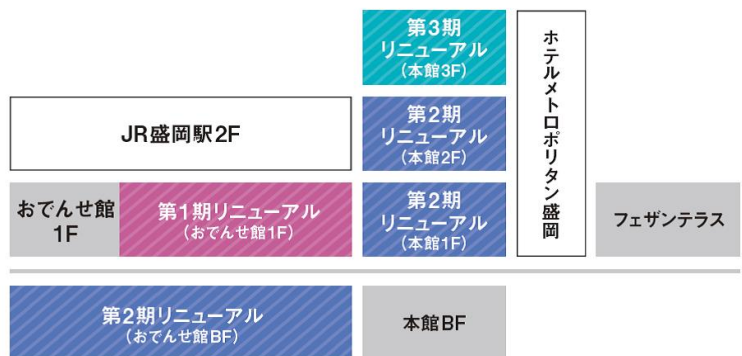 第3期
リニューアル
(本館3F)
JR盛岡駅2F
第2期
リニューアル
(本館2F)
ホテルメトロポリタン盛岡
おでんせ館
1F
第1期リニューアル
(おでんせ館1F)
第2期
リニューアル
(本館1F)
フェザンテラス
第2期リニューアル
(おでんせ館BF)
本館BF